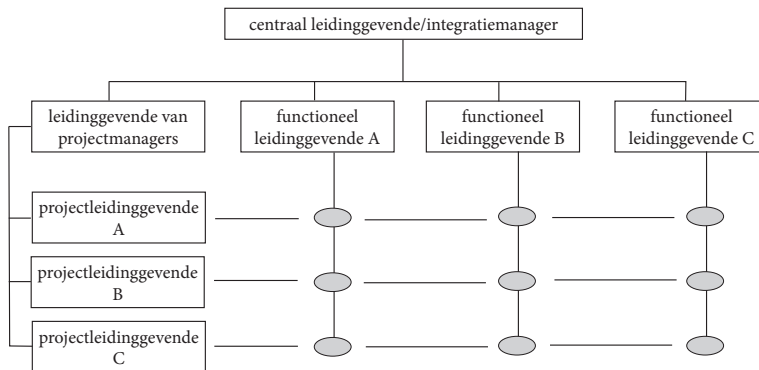 centraal leidinggevende/integratiemanager
leidinggevende van
projectmanagers
functioneel
leidinggevende A
functioneel
leidinggevende B
functioneel
leidinggevende C
projectleidinggevende
A
projectleidinggevende
B
projectleidinggevende
C